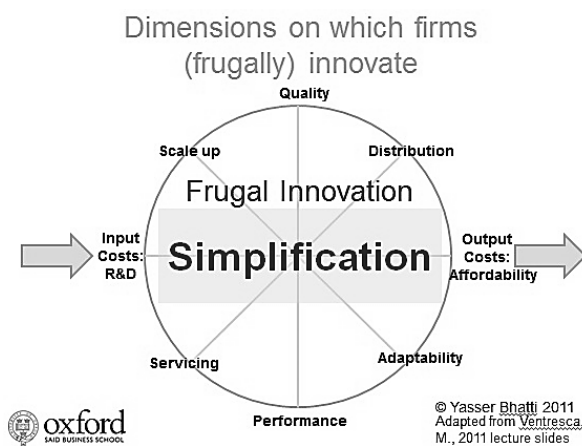 Dimensions on which firms
(frugally) innovate
Quality
Scale up
Distribution
Frugal Innovation
Input
Costs:
R&D
Simplification
Output
Costs:
Affordability
Servicing
Adaptability
Performance
oxford
SAID BUSINESS SCHOOL
© Yasser Bhatti 2011
Adapted from Ventresca
M., 2011 lecture slides